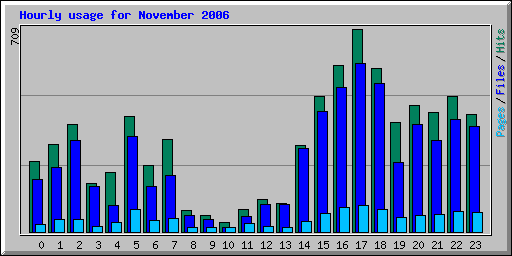 Hourly usage for November 2006
709
Pages / Files / Hits
0 1 2 3 4 5 6 7 8 9 10 11 12 13 14 15 16 17 18 19 20 21 22 23